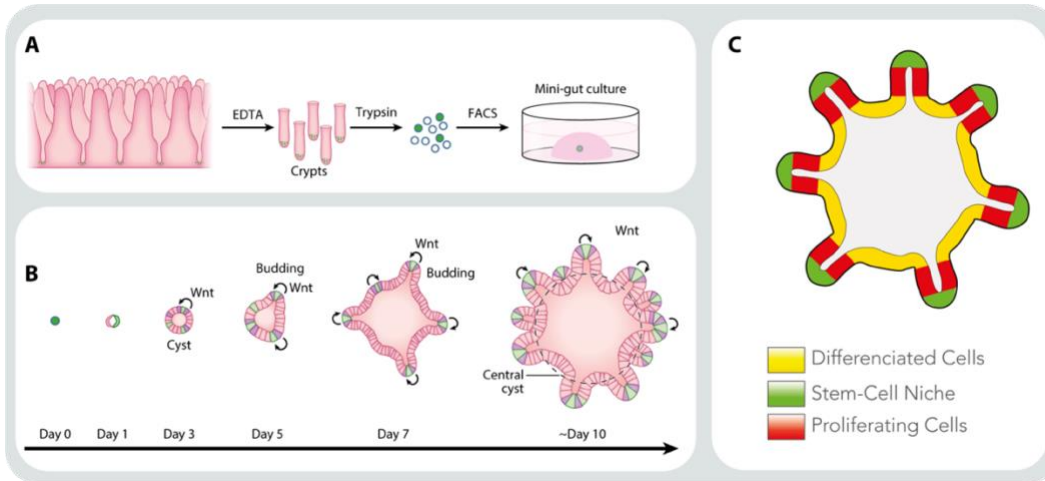 A
EDTA
Trypsin
FACS
Mini-gut culture
Crypts
B
Wnt
Cyst
Budding
Wnt
Wnt
Budding
Wnt
Central
cyst
Day 0
Day 1
Day 3
Day 5
Day 7
~Day 10
C
Differenciated Cells
Stem-Cell Niche
Proliferating Cells